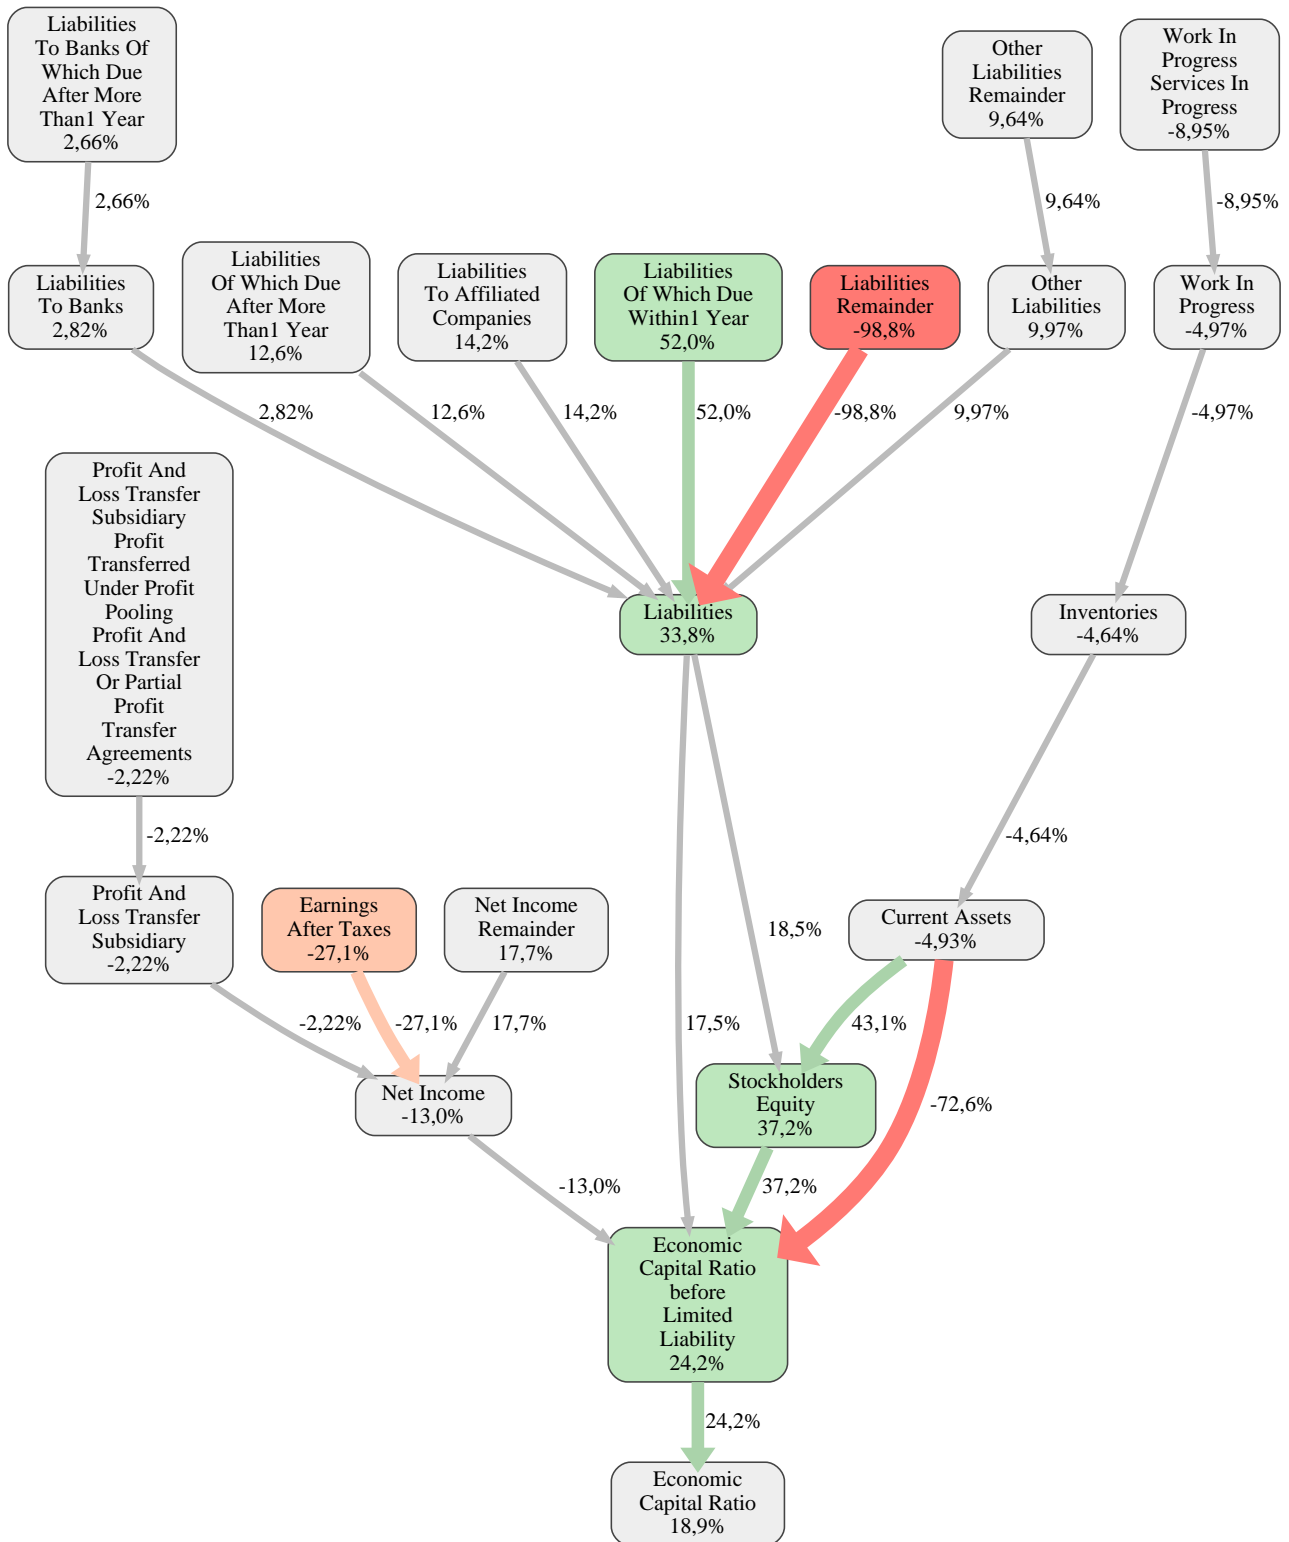 Liabilities
To Banks Of
Which Due
After More
Than1 Year
2,66%
Other
Liabilities
Remainder
9,64%
Work In
Progress
Services In
Progress
-8,95%
2,66%
9,64%
-8,95%
Liabilities
To Banks
2,82%
Liabilities
Of Which Due
After More
Than1 Year
12,6%
Liabilities
To Affiliated
Companies
14,2%
Liabilities
Of Which Due
Within1 Year
52,0%
Liabilities
Remainder
-98,8%
Other
Liabilities
9,97%
Work In
Progress
-4,97%
2,82%
12,6%
14,2%
52,0%
-98,8%
9,97%
-4,97%
Profit And
Loss Transfer
Subsidiary
Profit
Transferred
Under Profit
Pooling
Profit And
Loss Transfer
Or Partial
Profit
Transfer
Agreements
-2,22%
Liabilities
33,8%
Inventories
-4,64%
-2,22%
-4,64%
Profit And
Loss Transfer
Subsidiary
-2,22%
Earnings
After Taxes
-27,1%
Net Income
Remainder
17,7%
18,5%
Current Assets
-4,93%
-2,22%
-27,1%
17,7%
17,5%
43,1%
Net Income
-13,0%
Stockholders
Equity
37,2%
-72,6%
-13,0%
37,2%
Economic
Capital Ratio
before
Limited
Liability
24,2%
24,2%
Economic
Capital Ratio
18,9%